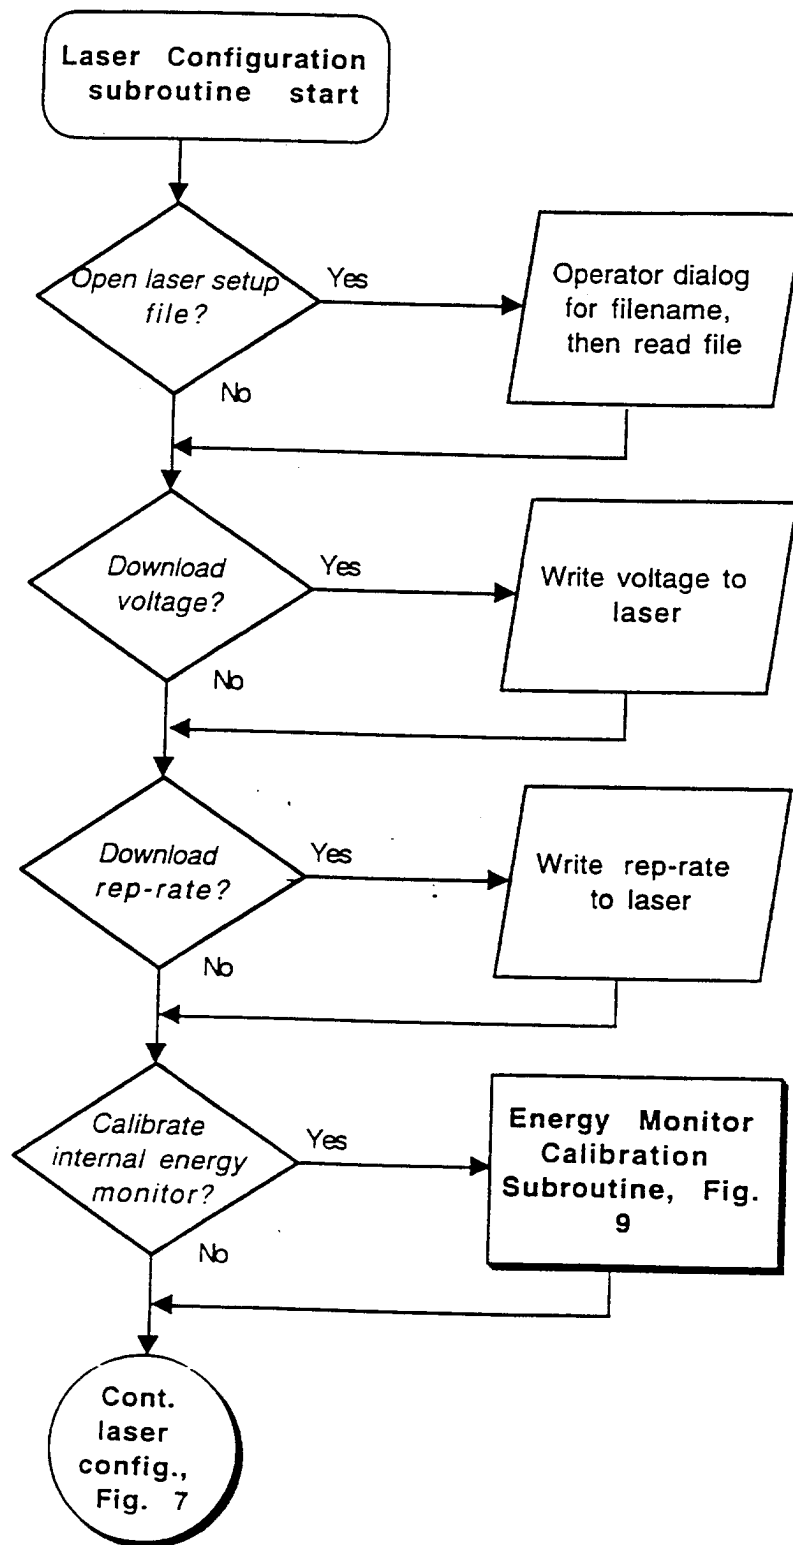 Laser Configuration
subroutine start
Open laser setup
file?
Yes
Operator dialog
for filename,
then read file
No
Download
voltage?
Yes
Write voltage to
laser
No
Download
rep-rate?
Yes
Write rep-rate
to laser
No
Calibrate
internal energy
monitor?
Yes
Energy Monitor
Calibration
Subroutine, Fig.
9
No
Cont.
laser
config.,
Fig. 7